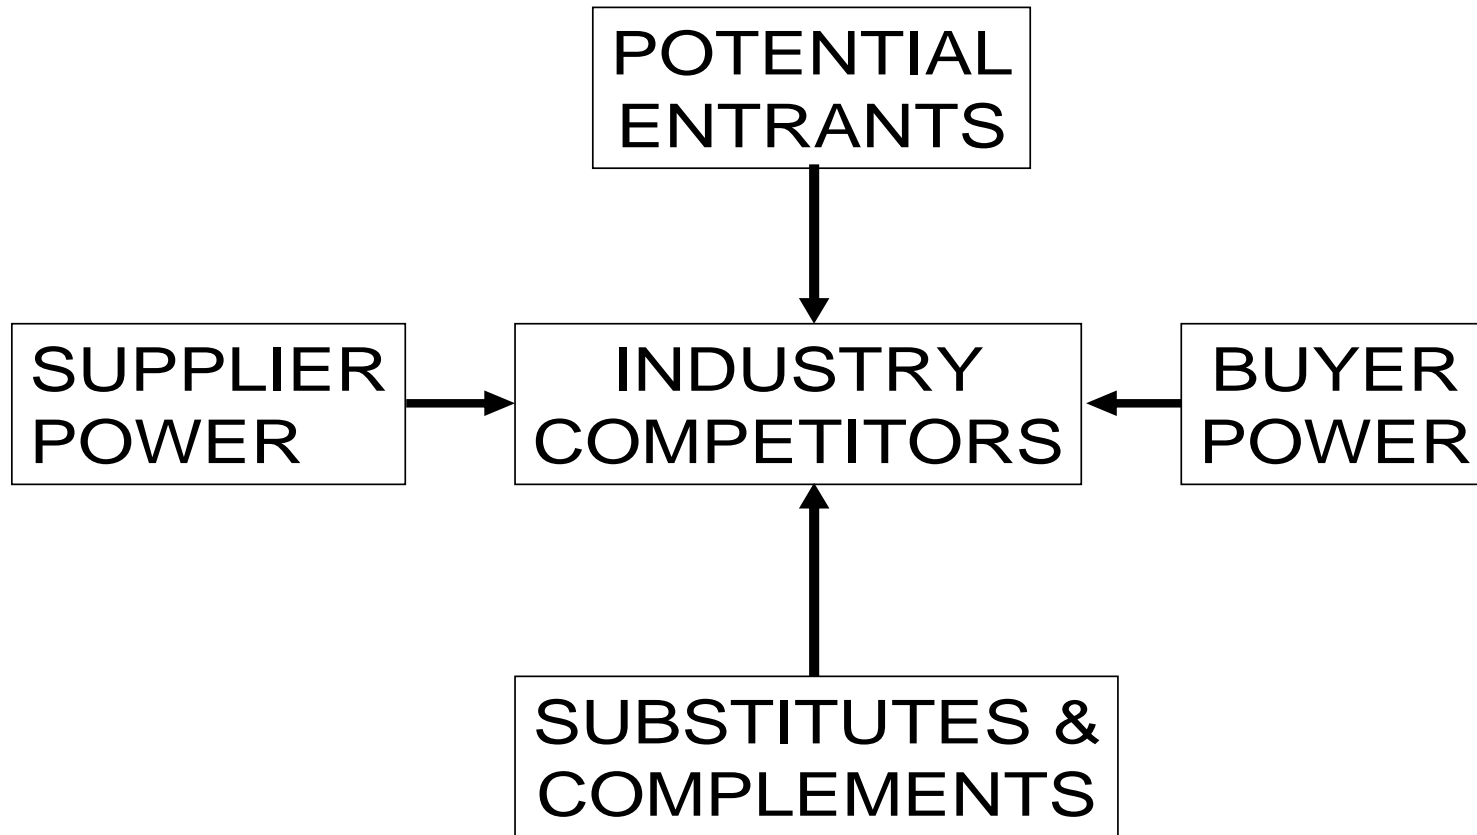 POTENTIAL
ENTRANTS
SUPPLIER
POWER
INDUSTRY
COMPETITORS
BUYER
POWER
SUBSTITUTES &
COMPLEMENTS